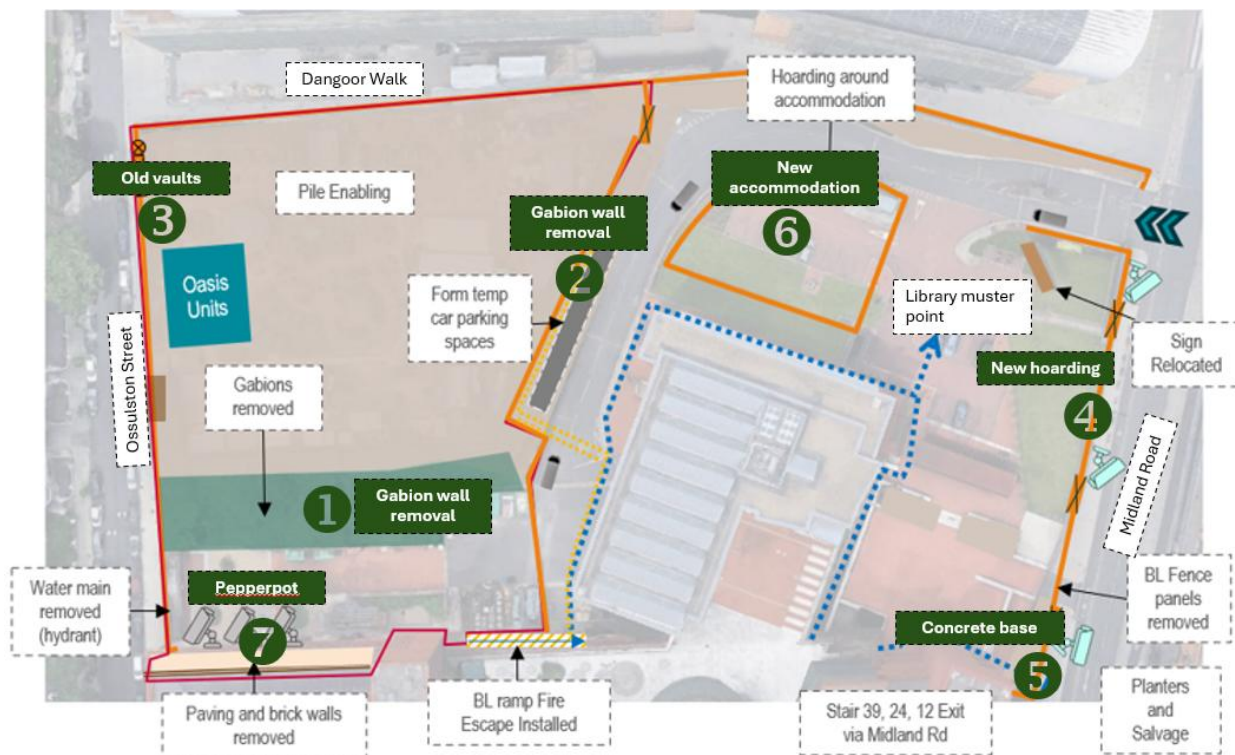 Dangoor Walk
Hoarding around
accommodation
Old vaults
3
Pile Enabling
New
accommodation
6
Gabion wall
removal
2
Oasis
Units
Form temp
car parking
spaces
Library muster
point
Sign
Relocated
Ossulston Street
Gabions
removed
New hoarding
4
Midland Road
1
Gabion wall
removal
Water main
removed
(hydrant)
Pepperpot
7
BL Fence
panels
removed
Concrete base
5
Paving and brick walls
removed
BL ramp Fire
Escape Installed
Stair 39, 24, 12 Exit
via Midland Rd
Planters
and
Salvage